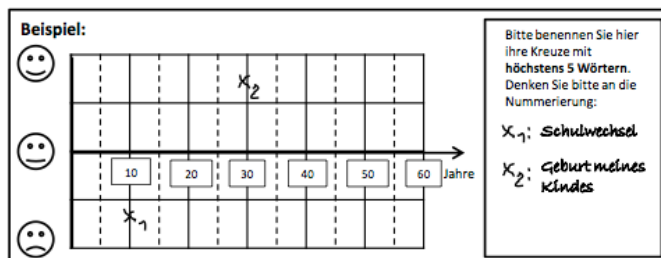 Beispiel:
x2
10 20 30 40 50 60 Jahre
x1
Bitte benennen Sie hier
ihre Kreuze mit
höchstens 5 Wörtern.
Denken Sie bitte an die
Nummerierung:
x1: Schulwechsel
x2: Geburt meines
Kindes